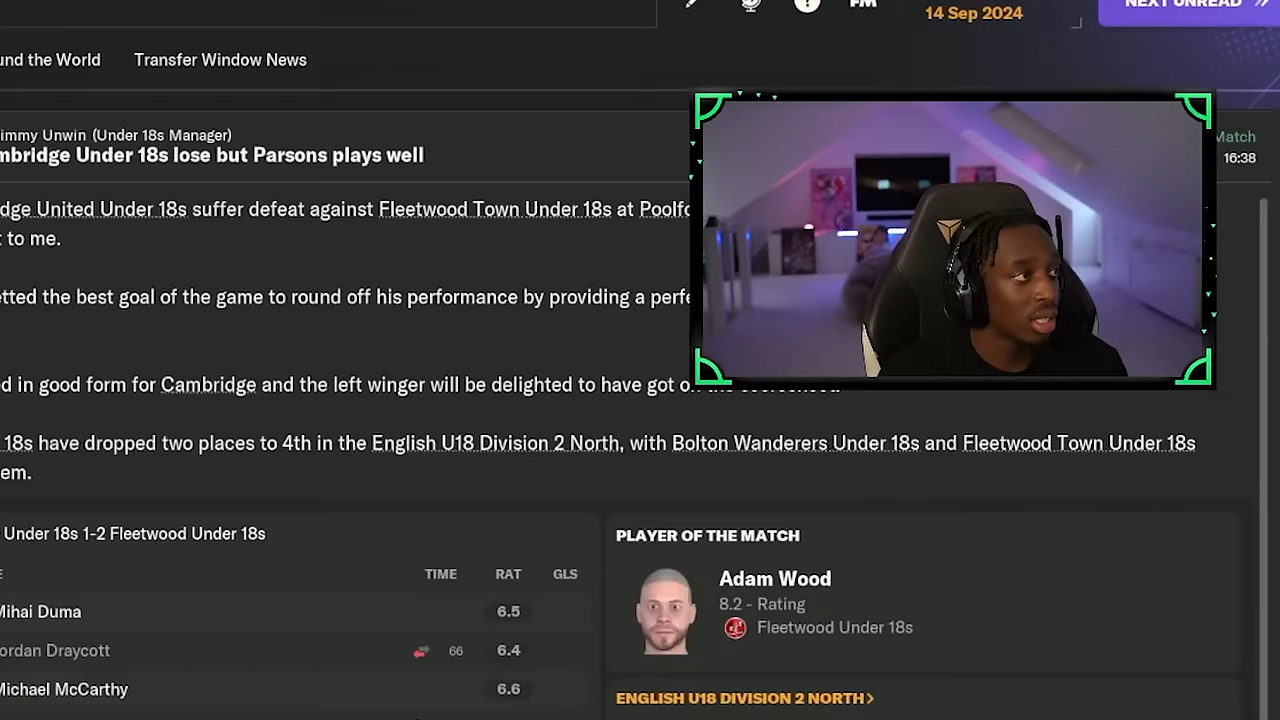 FM
14 Sep 2024
NEXT UNREAD
und the World
Transfer Window News
immy Unwin (Under 18s Manager)
mbridge Under 18s lose but Parsons plays well
Match
16:38
dge United Under 18s suffer defeat against Fleetwood Town Under 18s at Poolfo
t to me.
etted the best goal of the game to round off his performance by providing a perfe
d in good form for Cambridge and the left winger will be delighted to have got
18s have dropped two places to 4th in the English U18 Division 2 North, with Bolton Wanderers Under 18s and Fleetwood Town Under 18s
em.
Under 18s 1-2 Fleetwood Under 18s
TIME RAT GLS
Mihai Duma 6.5
ordan Draycott 66 6.4
Michael McCarthy 6.6
PLAYER OF THE MATCH
Adam Wood
8.2 - Rating
Fleetwood Under 18s
ENGLISH U18 DIVISION 2 NORTH>